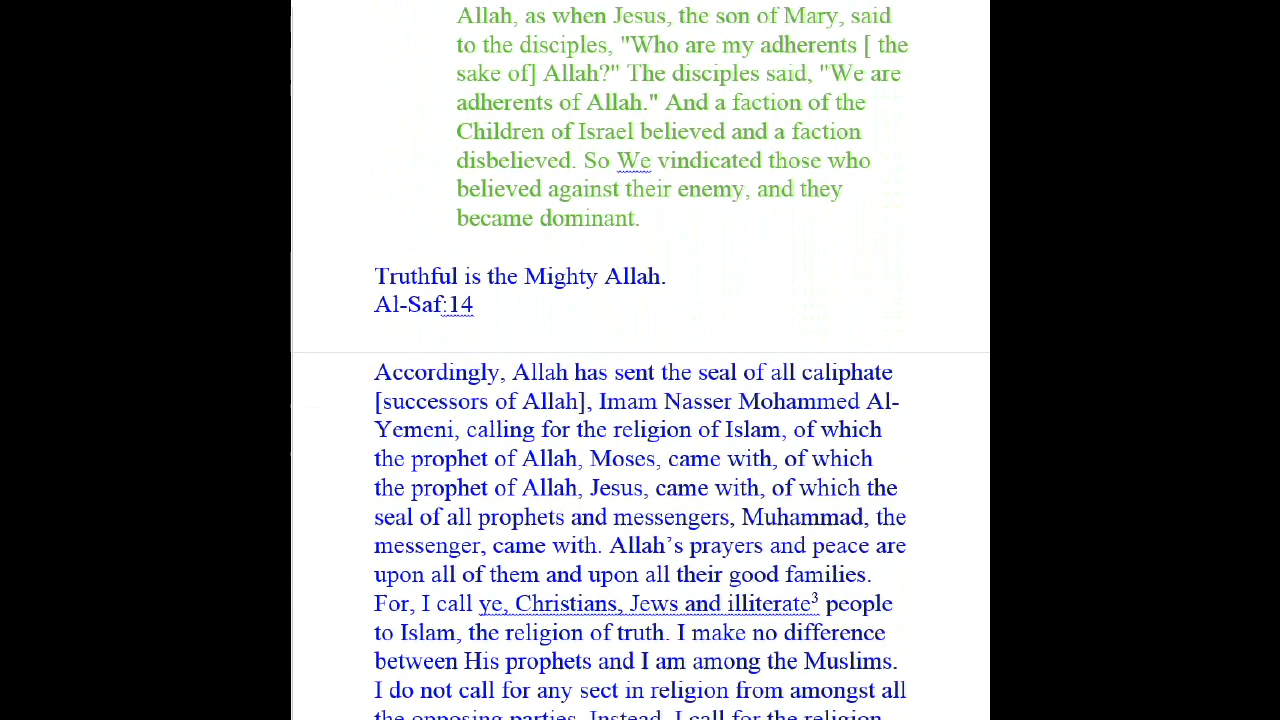 Allah, as when Jesus, the son of Mary, said
to the disciples, "Who are my adherents [ the
sake of] Allah?" The disciples said, "We are
adherents of Allah." And a faction of the
Children of Israel believed and a faction
disbelieved. So We vindicated those who
believed against their enemy, and they
became dominant.
Truthful is the Mighty Allah.
Al-Saf:14
Accordingly, Allah has sent the seal of all caliphate
[successors of Allah], Imam Nasser Mohammed Al-
Yemeni, calling for the religion of Islam, of which
the prophet of Allah, Moses, came with, of which
the prophet of Allah, Jesus, came with, of which the
seal of all prophets and messengers, Muhammad, the
messenger, came with. Allah’s prayers and peace are
upon all of them and upon all their good families.
For, I call ye, Christians, Jews and illiterate³ people
to Islam, the religion of truth. I make no difference
between His prophets and I am among the Muslims.
I do not call for any sect in religion from amongst all
the opposing parties. Instead, I call for the religion